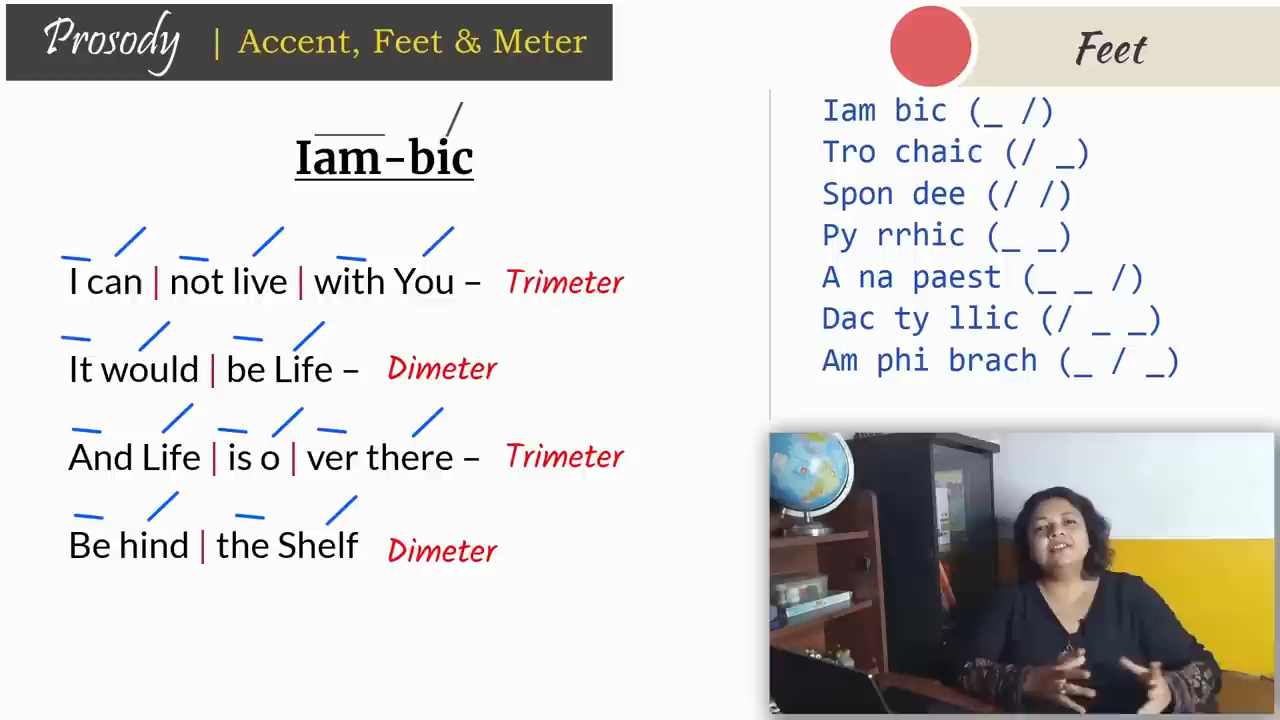 Prosody | Accent, Feet & Meter
Feet
Iam-bic
I can | not live | with You – Trimeter
It would | be Life – Dimeter
And Life | is o | ver there – Trimeter
Be hind | the Shelf Dimeter
Iam bic (_ /)
Tro chaic (/ _)
Spon dee (/ /)
Py rrhic (_ _)
A na paest (_ _ /)
Dac ty llic (/ _ _)
Am phi brach (_ / _)